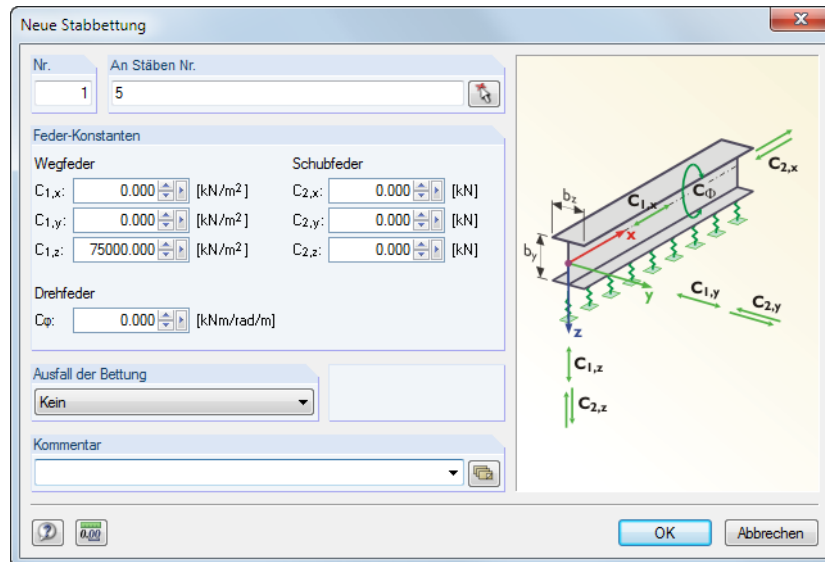 Neue Stabbettung
Nr. An Stäben Nr.
1 5
Feder-Konstanten
Wegfeder Schubfeder
C1,x: 0.000 [kN/m²] C2,x: 0.000 [kN]
C1,y: 0.000 [kN/m²] C2,y: 0.000 [kN]
C1,z: 75000.000 [kN/m²] C2,z: 0.000 [kN]
Drehfeder
Cφ: 0.000 [kNm/rad/m]
Ausfall der Bettung
Kein
Kommentar
C2,x
bz
C1,x
CΦ
x
by
y
C1,y
C2,y
z
C1,z
C2,z
0.00
OK Abbrechen